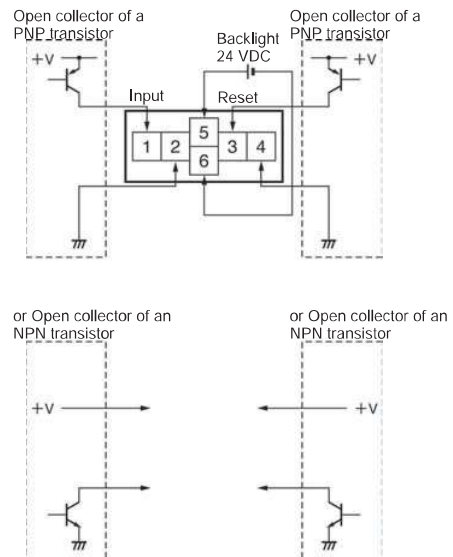 Open collector of a
PNP transistor
Open collector of a
PNP transistor
Backlight
24 VDC
+V
+V
Input
Reset
5
1 2 3 4
6
or Open collector of an
NPN transistor
or Open collector of an
NPN transistor
+V
+V